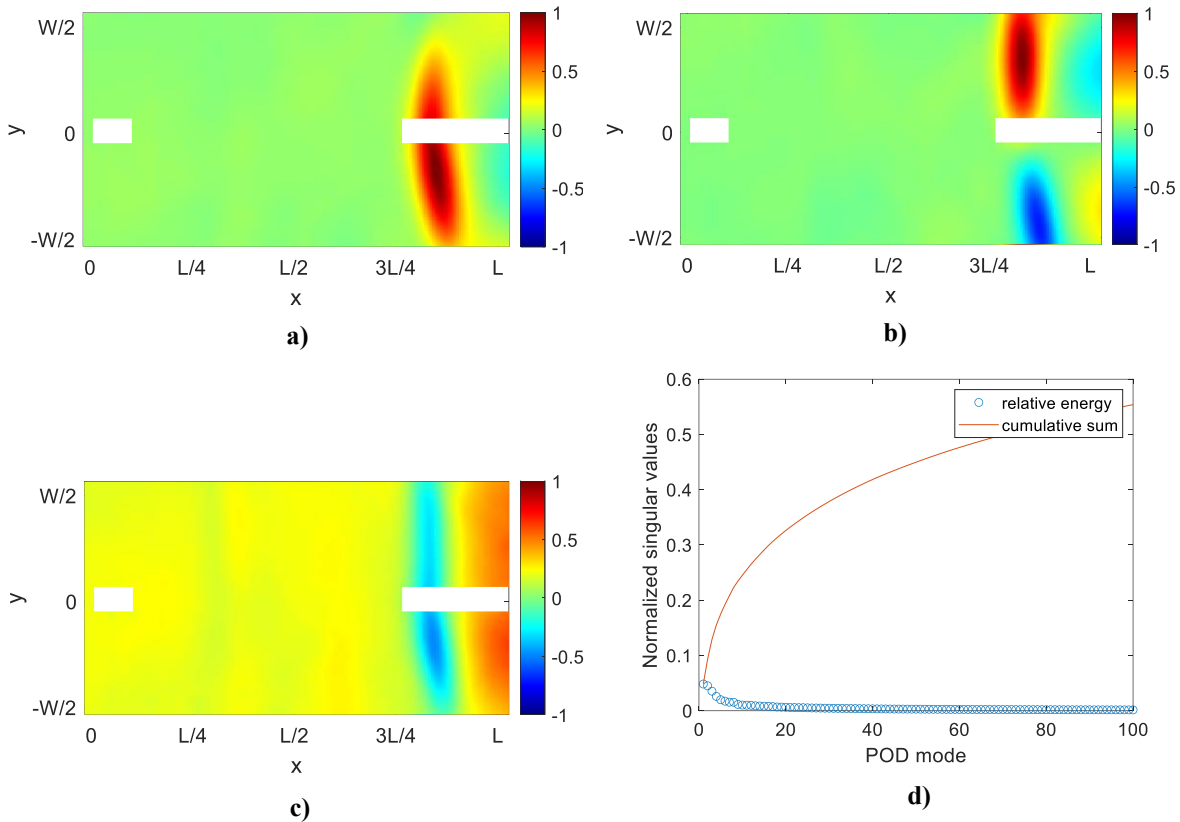 W/2
y
0
-W/2
0 L/4 L/2 3L/4 L
x
1
0.5
0
-0.5
-1
a)
W/2
y
0
-W/2
0 L/4 L/2 3L/4 L
x
1
0.5
0
-0.5
-1
b)
W/2
y
0
-W/2
0 L/4 L/2 3L/4 L
x
1
0.5
0
-0.5
-1
c)
0.6
0.5
0.4
0.3
0.2
0.1
0
Normalized singular values
relative energy
cumulative sum
0 20 40 60 80 100
POD mode
d)